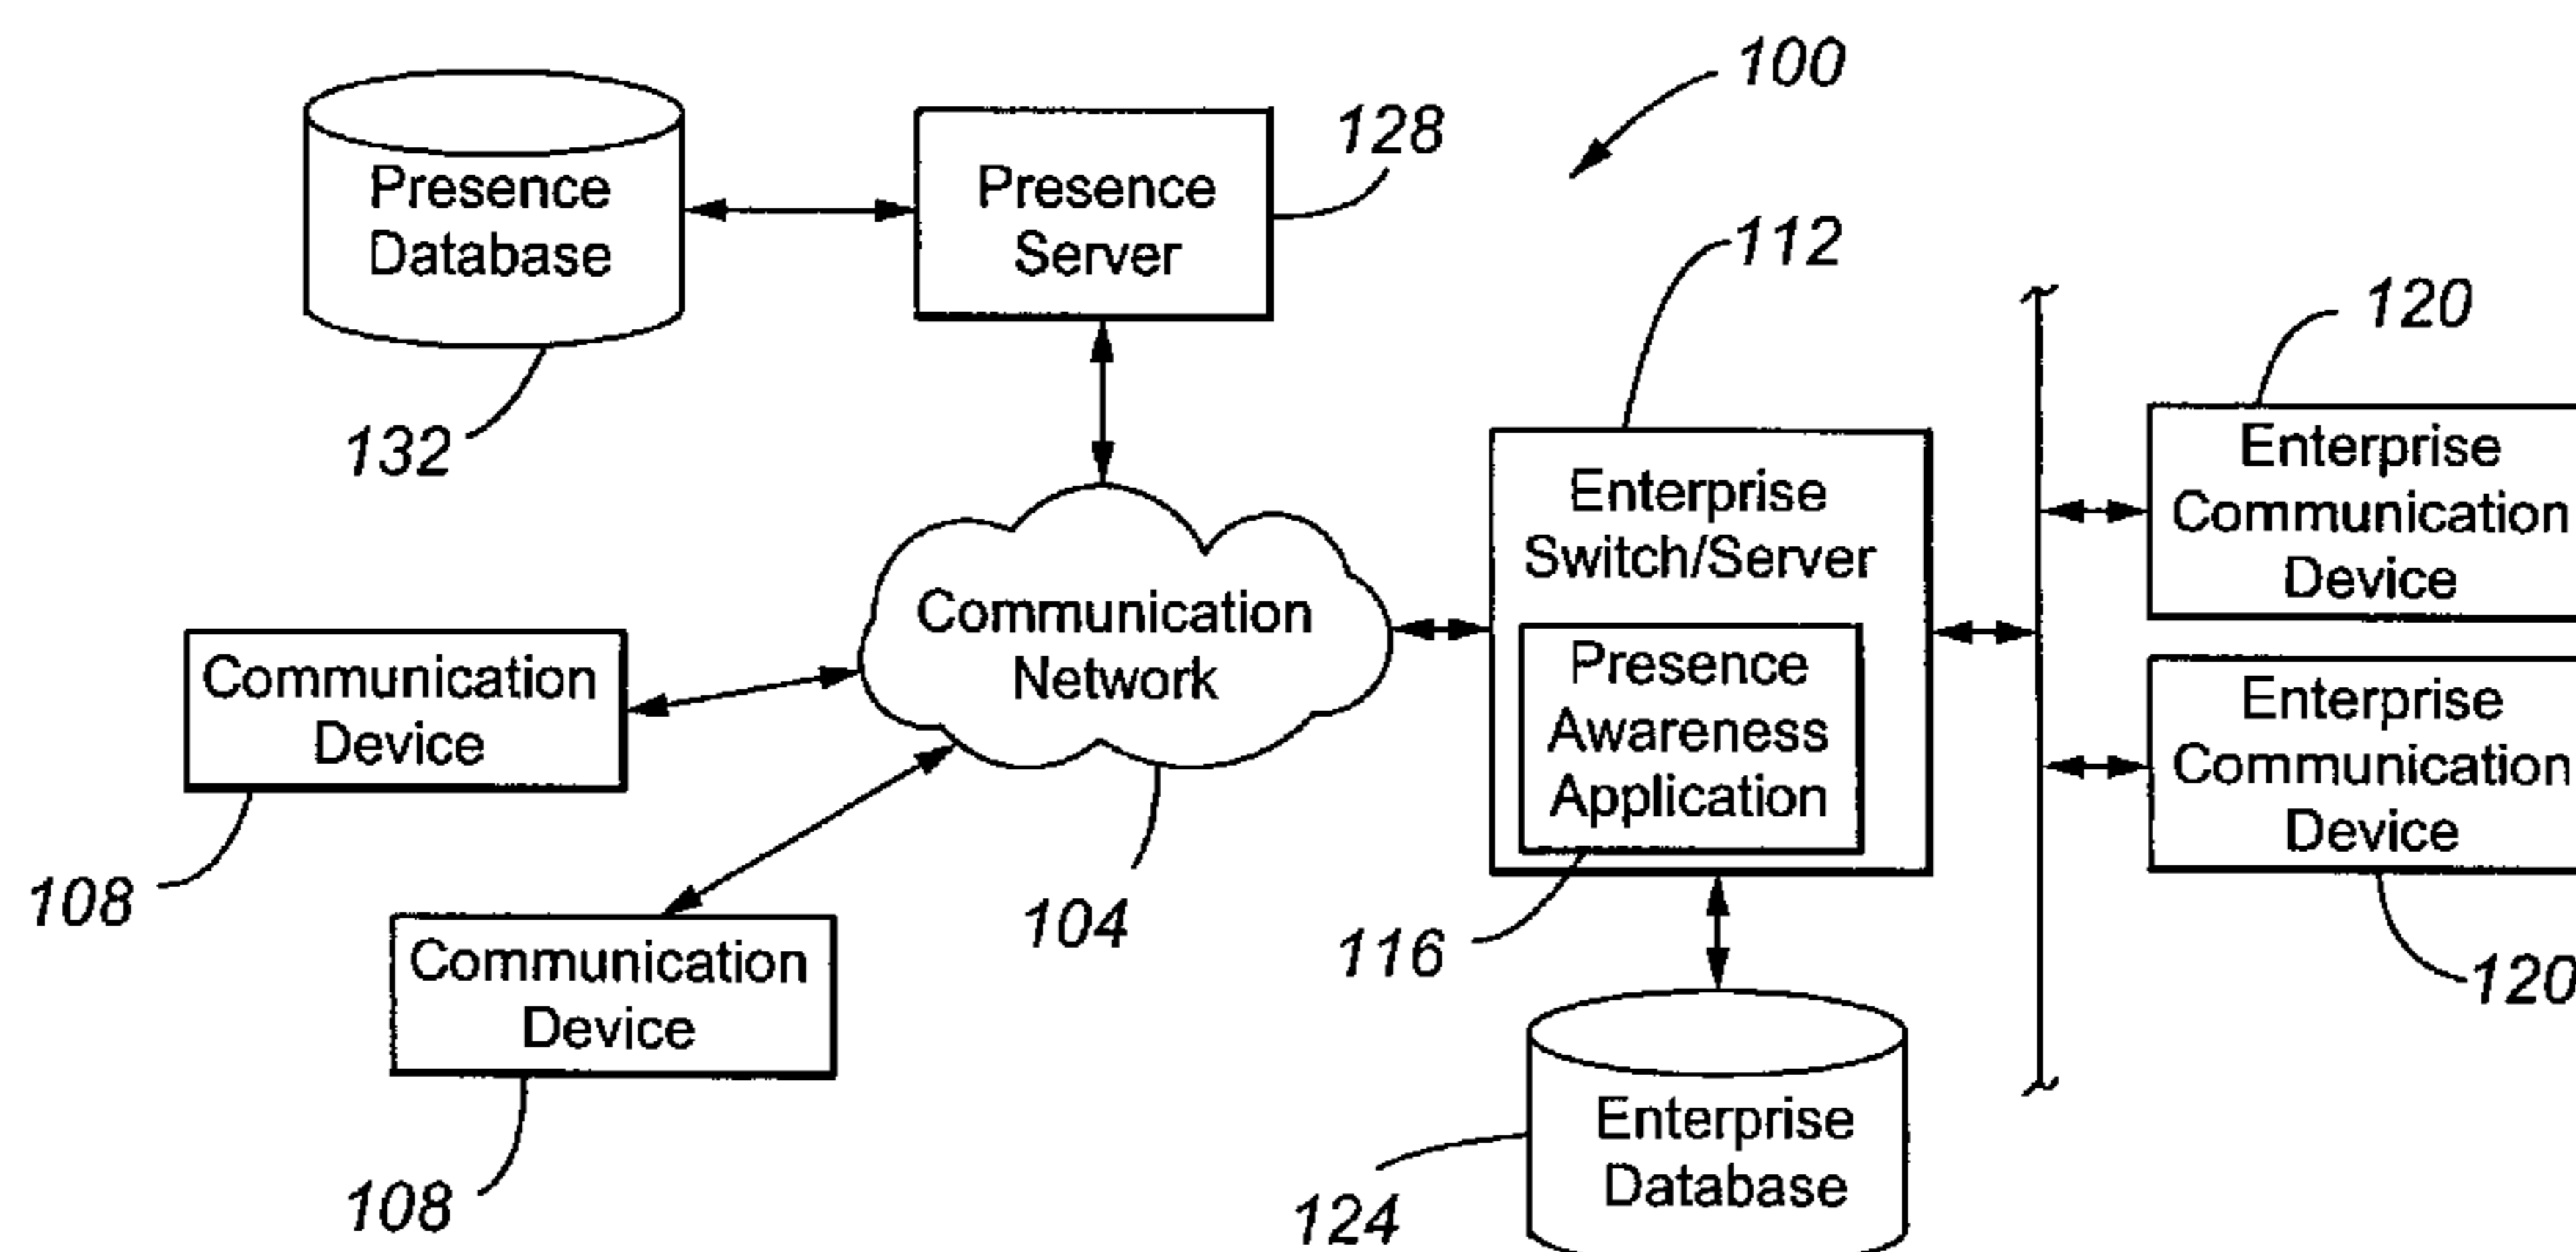 100
128
Presence
Database
Presence
Server
112
120
132
Enterprise
Switch/Server
Enterprise
Communication
Device
Communication
Network
Presence
Awareness
Application
Communication
Device
Enterprise
Communication
Device
108
104
116
120
Communication
Device
Enterprise
Database
108
124